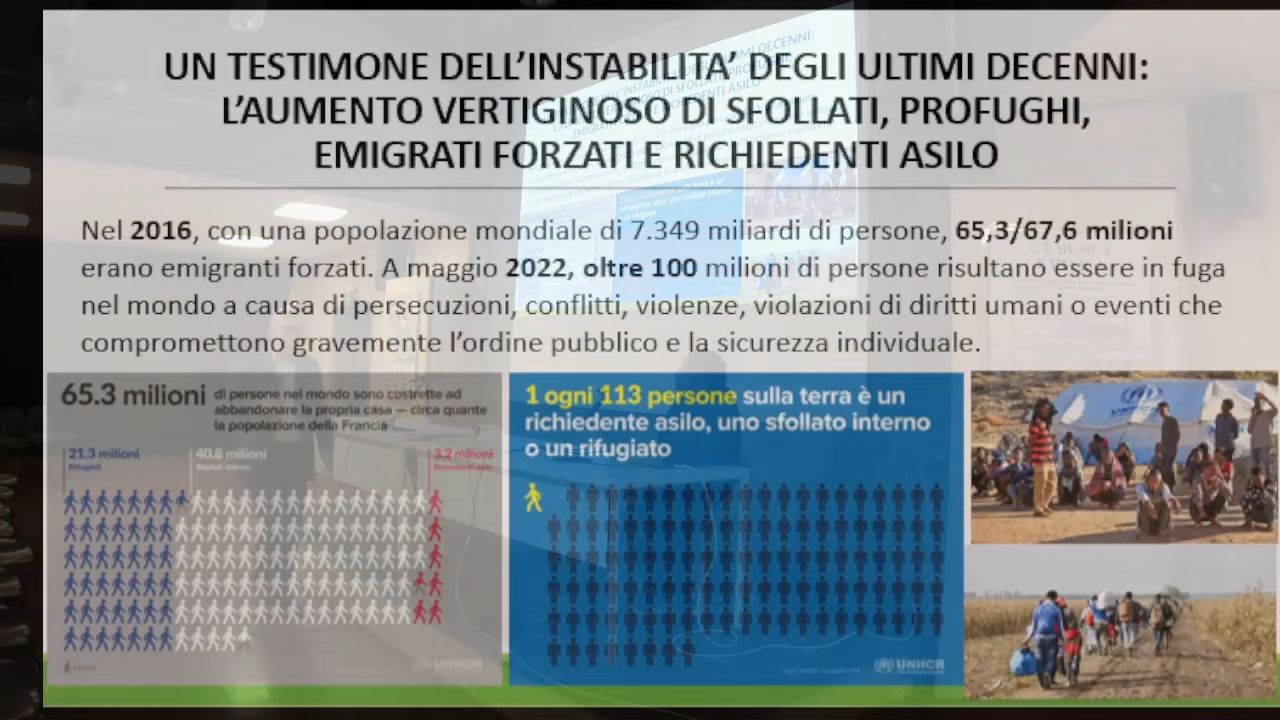 UN TESTIMONE DELL'INSTABILITA' DEGLI ULTIMI DECENNI:
L'AUMENTO VERTIGINOSO DI SFOLLATI, PROFUGHI,
EMIGRATI FORZATI E RICHIEDENTI ASILO
Nel 2016, con una popolazione mondiale di 7.349 miliardi di persone, 65,3/67,6 milioni
erano emigranti forzati. A maggio 2022, oltre 100 milioni di persone risultano essere in fuga
nel mondo a causa di persecuzioni, conflitti, violenze, violazioni di diritti umani o eventi che
compromettono gravemente l'ordine pubblico e la sicurezza individuale.
65.3 milioni di persone nel mondo sono costrette ad
abbandonare la propria casa — circa quante
la popolazione della Francia
21.3 milioni
Rifugiati
40.8 milioni
3.2 milioni
UNHCR
1 ogni 113 persone sulla terra è un
richiedente asilo, uno sfollato interno
o un rifugiato
UNHCR
UNHCR